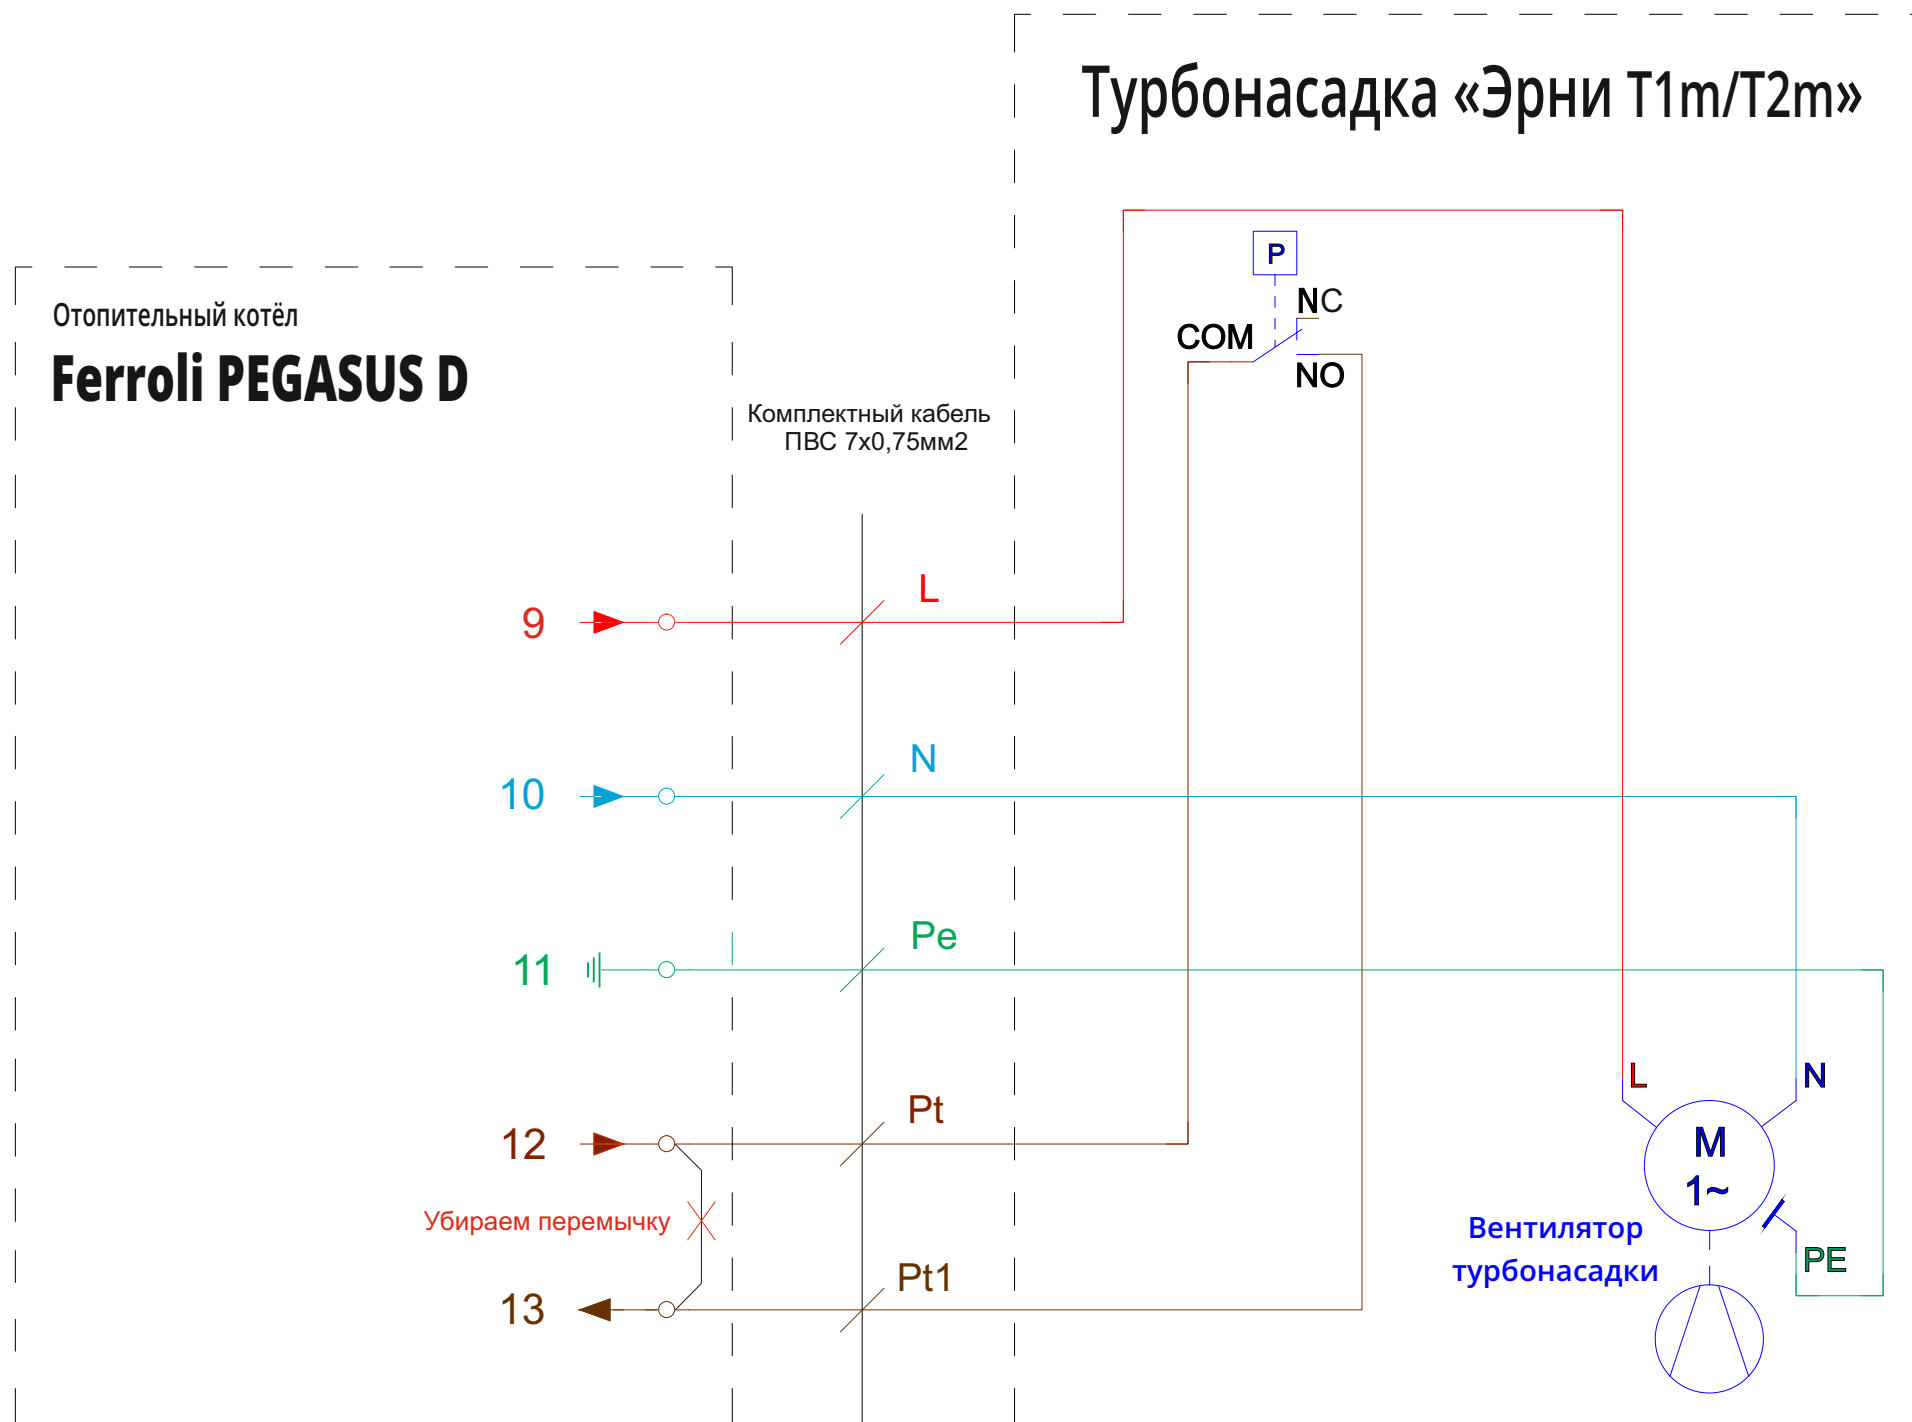 Турбонасадка «Эрни T1m/T2m»
P
NC
COM
NO
Отопительный котёл
Ferroli PEGASUS D
Комплектный кабель
ПВС 7х0,75мм2
9
L
10
N
11
Pe
12
Pt
Убираем перемычку
13
Pt1
L
N
M
1~
Вентилятор
турбонасадки
PE